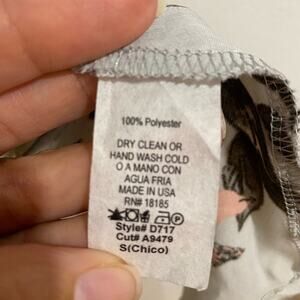 100% Polyester
DRY CLEAN OR
HAND WASH COLD
O A MANO CON
AGUA FRIA
MADE IN USA
RN# 18185
Style# D717
Cut# A9479
S(Chico)